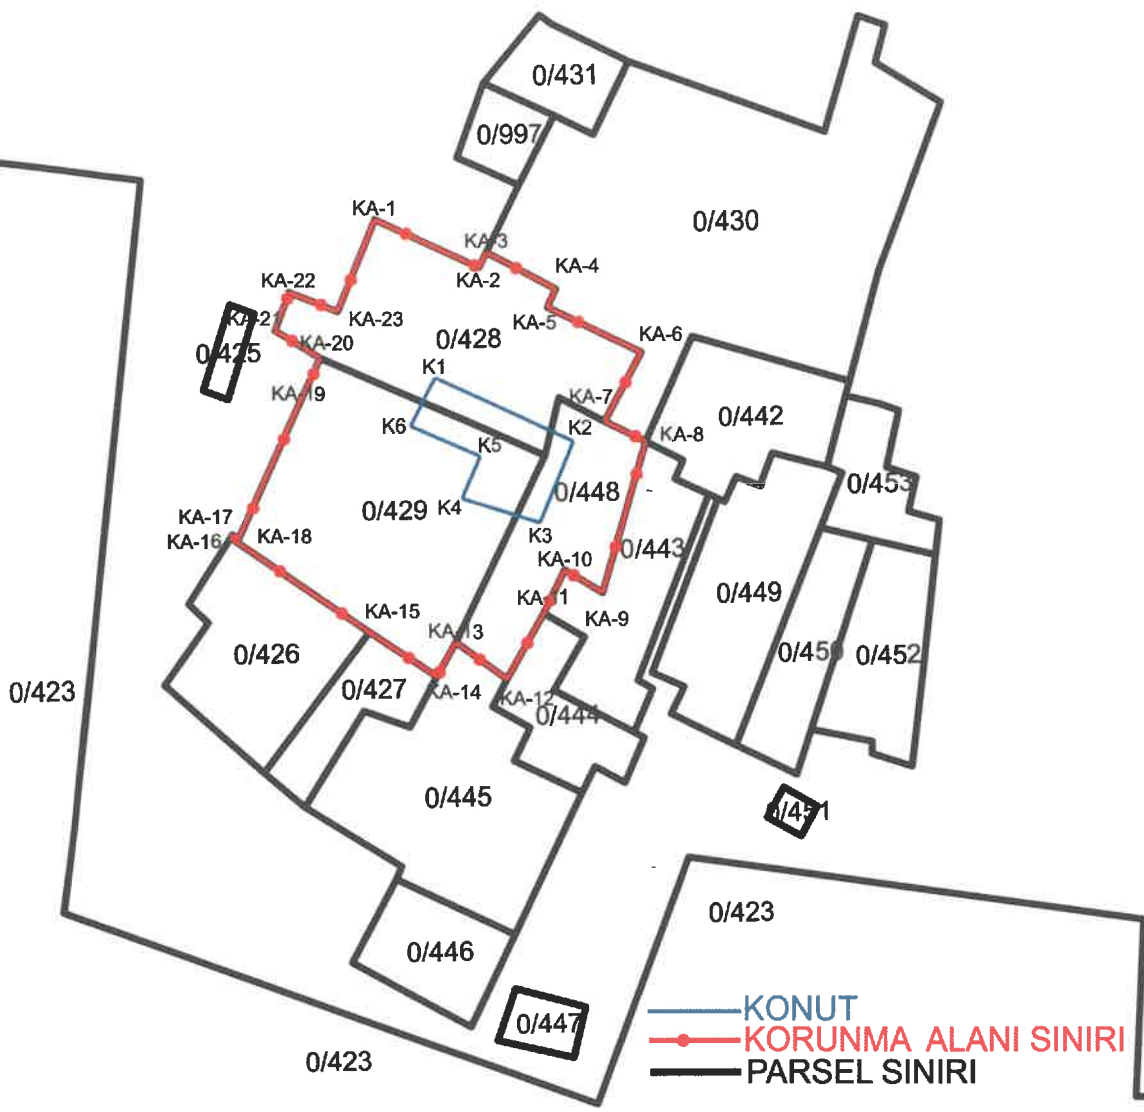 0/431
0/997
KA-1
0/430
KA-3
KA-4
KA-22
KA-2
KA-21
KA-23
KA-5
KA-6
0/428
KA-20
0/425
K1
KA-19
KA-7
0/442
K6
K2
KA-8
K5
0/453
0/448
K4
0/429
KA-17
K3
KA-18
KA-16
0/443
KA-10
KA-11
KA-9
0/449
KA-15
KA-13
0/426
0/450
0/452
0/423
0/427
KA-14
KA-12
0/444
0/445
0/451
0/423
0/446
KONUT
0/447
KORUNMA ALANI SINIRI
0/423
PARSEL SINIRI